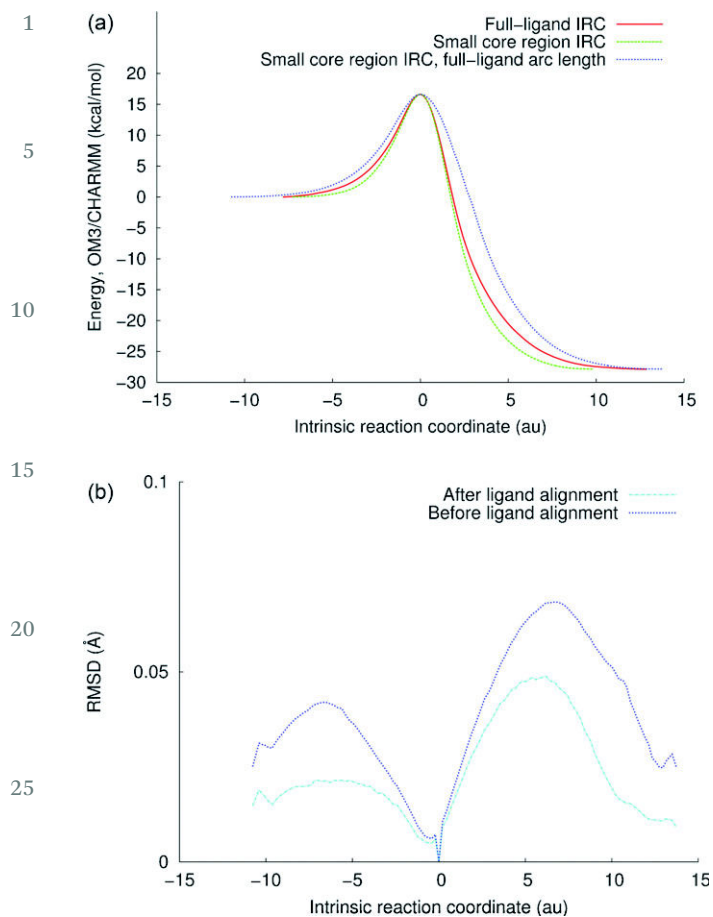 1
5
10
15
20
25
(a)
Full-ligand IRC
Small core region IRC
Small core region IRC, full-ligand arc length
Energy, OM3/CHARMM (kcal/mol)
20
15
10
5
0
−5
−10
−15
−20
−25
−30
−15 −10 −5 0 5 10 15
Intrinsic reaction coordinate (au)
(b)
After ligand alignment
Before ligand alignment
RMSD (Å)
0.1
0.05
0
−15 −10 −5 0 5 10 15
Intrinsic reaction coordinate (au)